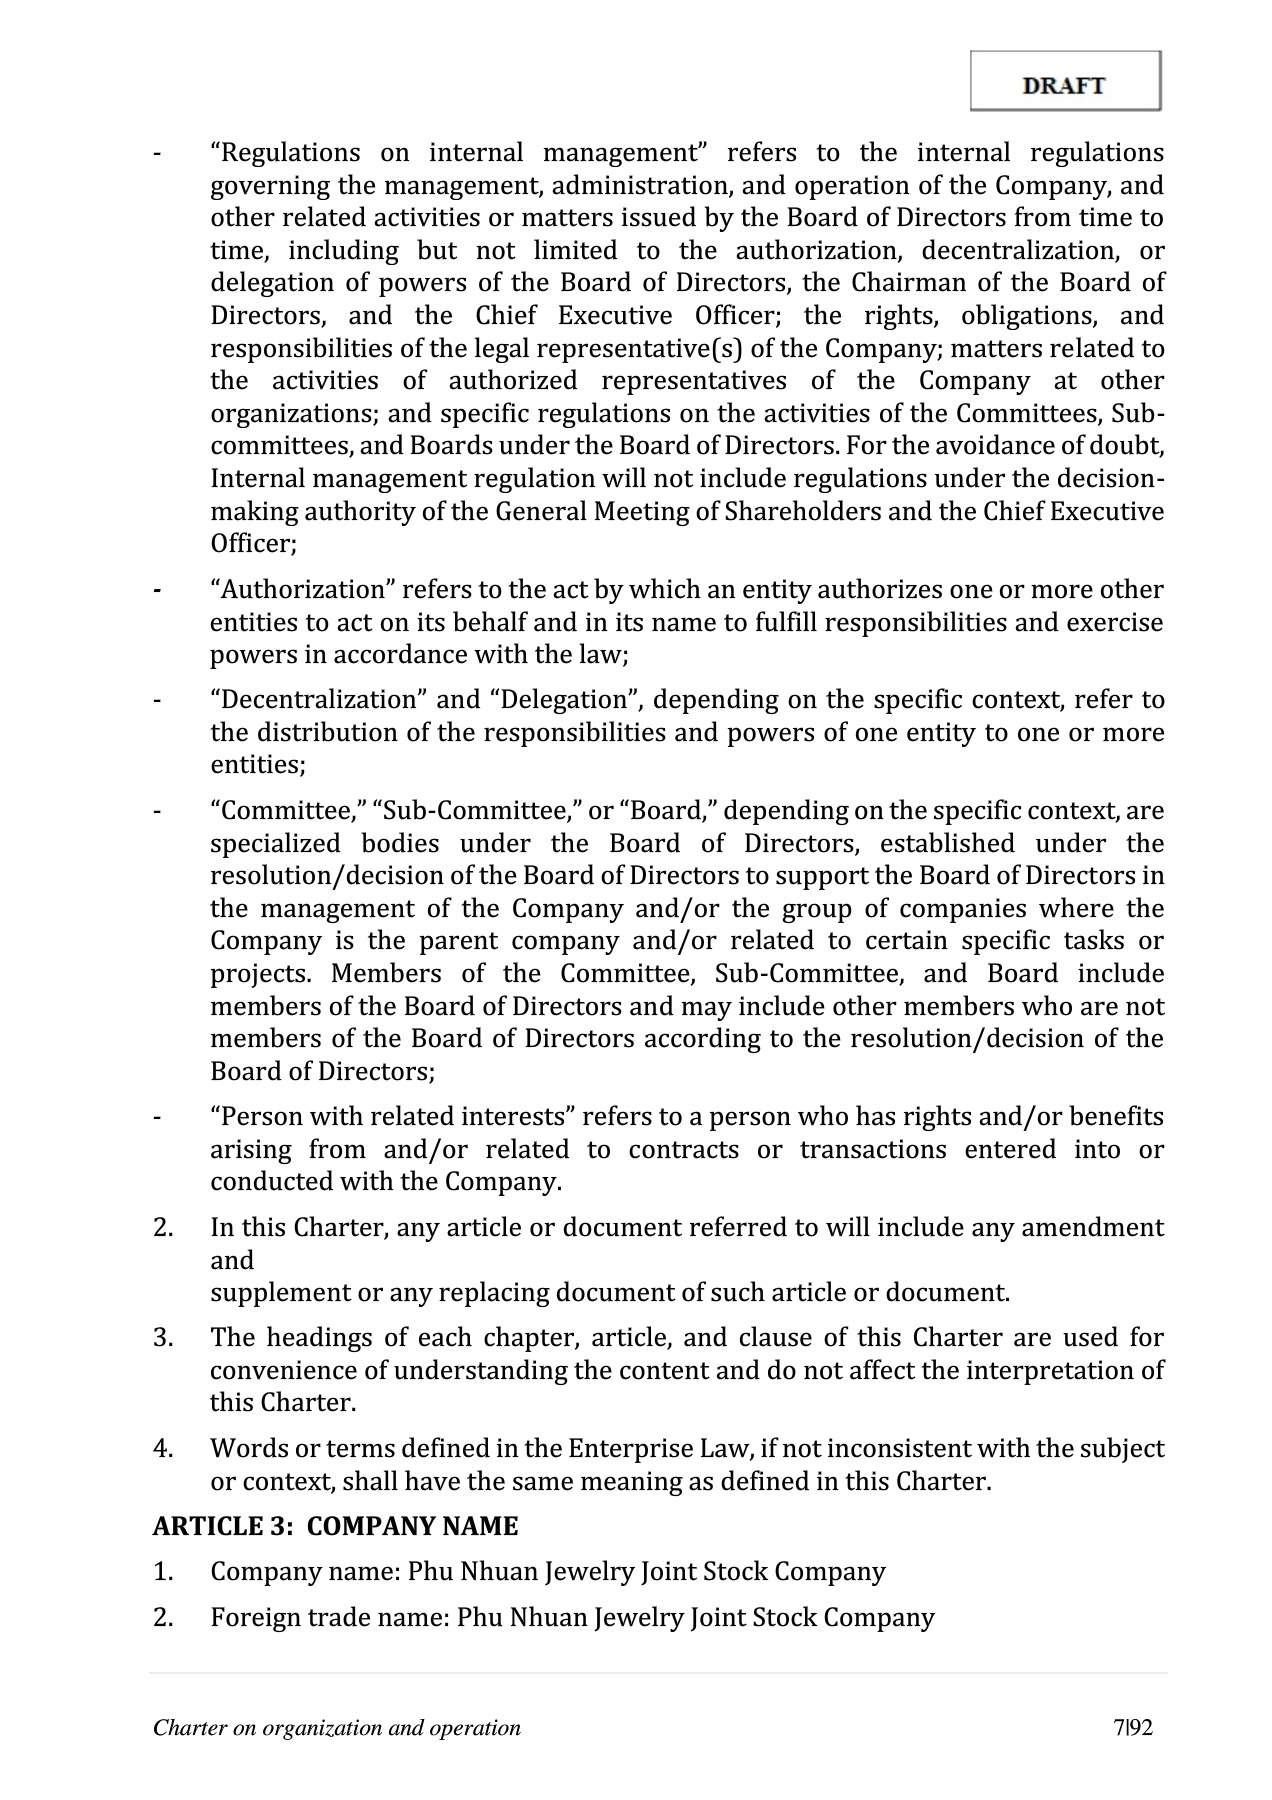 DRAFT
- “Regulations on internal management” refers to the internal regulations
governing the management, administration, and operation of the Company, and
other related activities or matters issued by the Board of Directors from time to
time, including but not limited to the authorization, decentralization, or
delegation of powers of the Board of Directors, the Chairman of the Board of
Directors, and the Chief Executive Officer; the rights, obligations, and
responsibilities of the legal representative(s) of the Company; matters related to
the activities of authorized representatives of the Company at other
organizations; and specific regulations on the activities of the Committees, Sub-
committees, and Boards under the Board of Directors. For the avoidance of doubt,
Internal management regulation will not include regulations under the decision-
making authority of the General Meeting of Shareholders and the Chief Executive
Officer;
- “Authorization” refers to the act by which an entity authorizes one or more other
entities to act on its behalf and in its name to fulfill responsibilities and exercise
powers in accordance with the law;
- “Decentralization” and “Delegation”, depending on the specific context, refer to
the distribution of the responsibilities and powers of one entity to one or more
entities;
- “Committee,” “Sub-Committee,” or “Board,” depending on the specific context, are
specialized bodies under the Board of Directors, established under the
resolution/decision of the Board of Directors to support the Board of Directors in
the management of the Company and/or the group of companies where the
Company is the parent company and/or related to certain specific tasks or
projects. Members of the Committee, Sub-Committee, and Board include
members of the Board of Directors and may include other members who are not
members of the Board of Directors according to the resolution/decision of the
Board of Directors;
- “Person with related interests” refers to a person who has rights and/or benefits
arising from and/or related to contracts or transactions entered into or
conducted with the Company.
2. In this Charter, any article or document referred to will include any amendment
and
supplement or any replacing document of such article or document.
3. The headings of each chapter, article, and clause of this Charter are used for
convenience of understanding the content and do not affect the interpretation of
this Charter.
4. Words or terms defined in the Enterprise Law, if not inconsistent with the subject
or context, shall have the same meaning as defined in this Charter.
ARTICLE 3: COMPANY NAME
1. Company name: Phu Nhuan Jewelry Joint Stock Company
2. Foreign trade name: Phu Nhuan Jewelry Joint Stock Company
Charter on organization and operation 7|92